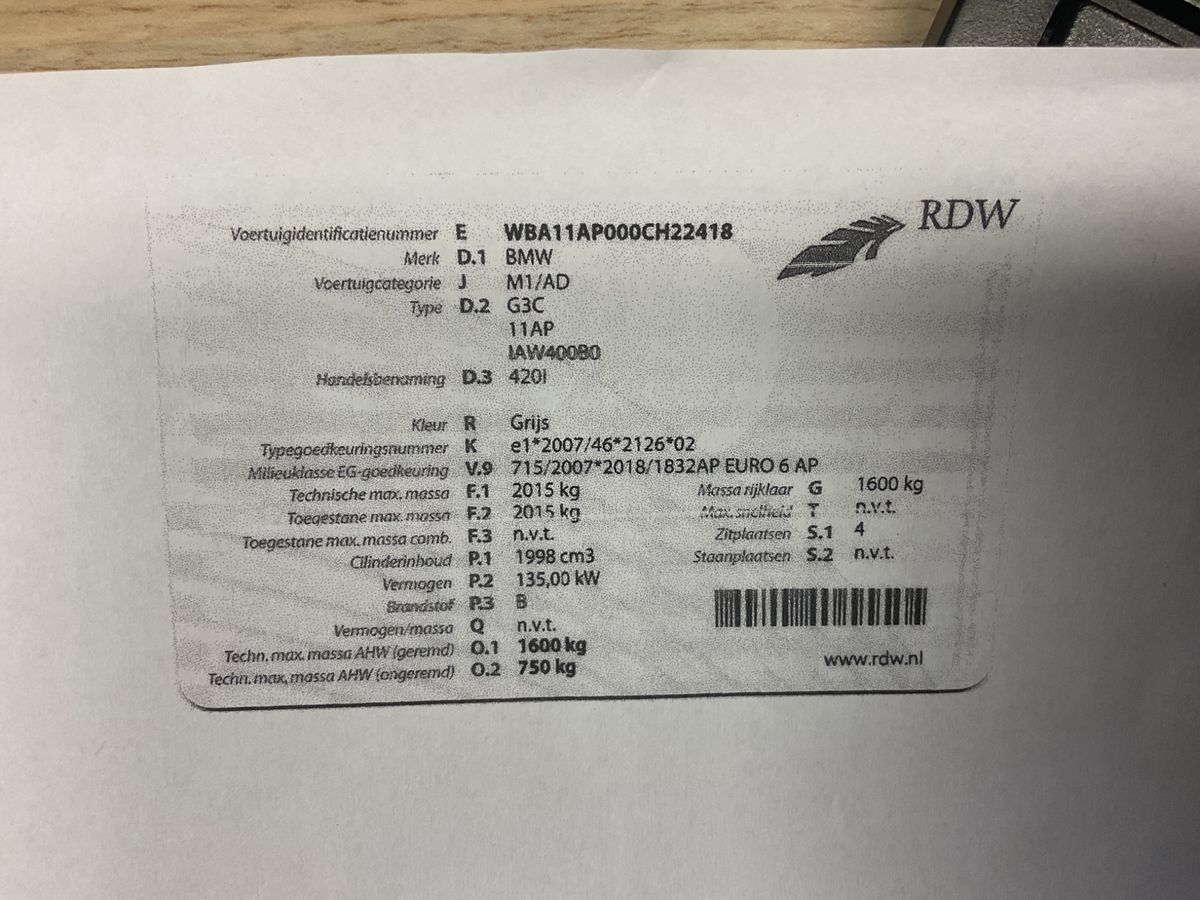 RDW
Voertuigidentificatienummer E WBA11AP000CH22418
Merk D.1 BMW
Voertuigcategorie J M1/AD
Type D.2 G3C
11AP
IAW400B0
Handelsbenaming D.3 420I
Kleur R Grijs
Typegoedkeuringsnummer K e1*2007/46*2126*02
Milieuklasse EG-goedkeuring V.9 715/2007*2018/1832AP EURO 6 AP
Technische max. massa F.1 2015 kg Massa rijklaar G 1600 kg
Toegestane max. massa F.2 2015 kg Max. snelheid T n.v.t.
Toegestane max. massa comb. F.3 n.v.t. Zitplaatsen S.1 4
Cilinderinhoud P.1 1998 cm3 Staanplaatsen S.2 n.v.t.
Vermogen P.2 135,00 kW
Brandstof P.3 B
Vermogen/massa Q n.v.t.
Techn. max. massa AHW (geremd) O.1 1600 kg
Techn. max. massa AHW (ongeremd) O.2 750 kg
www.rdw.nl